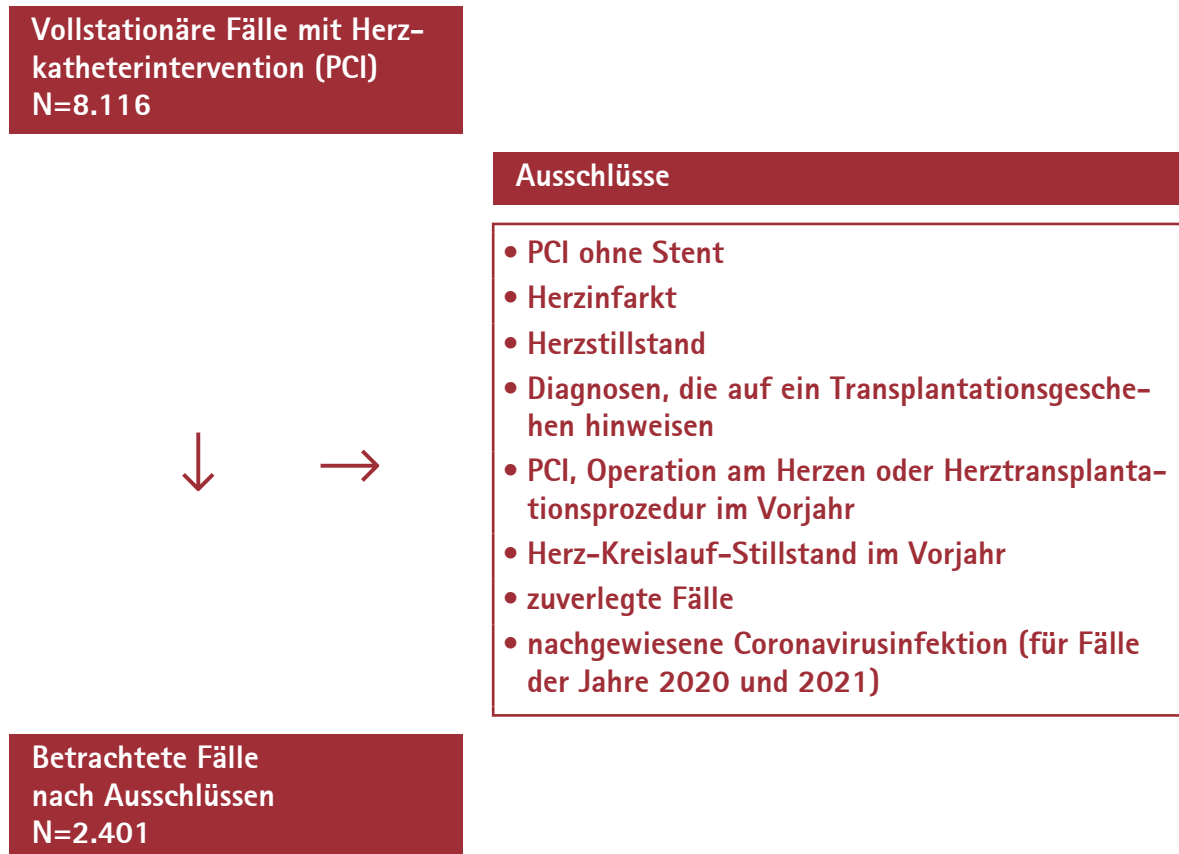 Vollstationäre Fälle mit Herz-
katheterintervention (PCI)
N=8.116
Ausschlüsse
• PCI ohne Stent
• Herzinfarkt
• Herzstillstand
• Diagnosen, die auf ein Transplantationsgesche-
hen hinweisen
• PCI, Operation am Herzen oder Herztransplanta-
tionsprozedur im Vorjahr
• Herz-Kreislauf-Stillstand im Vorjahr
• zuverlegte Fälle
• nachgewiesene Coronavirusinfektion (für Fälle
der Jahre 2020 und 2021)
Betrachtete Fälle
nach Ausschlüssen
N=2.401